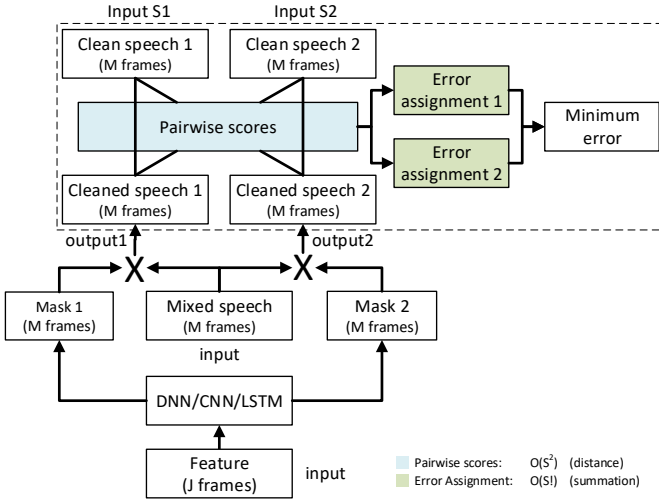 Input S1
Input S2
Clean speech 1
(M frames)
Clean speech 2
(M frames)
Pairwise scores
Error
assignment 1
Error
assignment 2
Minimum
error
Cleaned speech 1
(M frames)
Cleaned speech 2
(M frames)
output1
output2
X
X
Mask 1
(M frames)
Mixed speech
(M frames)
Mask 2
(M frames)
input
DNN/CNN/LSTM
Feature
(J frames)
input
Pairwise scores: O(S²) (distance)
Error Assignment: O(S!) (summation)